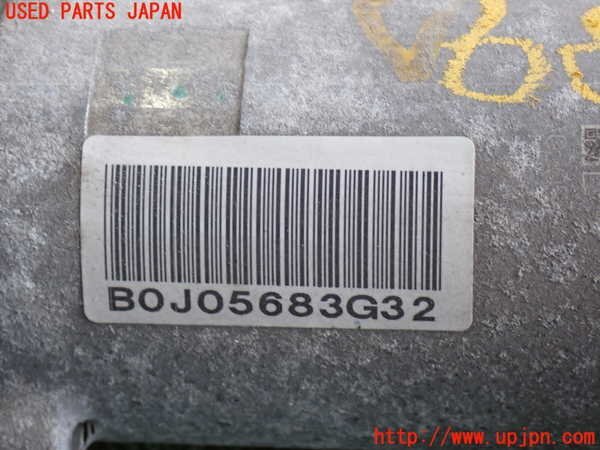 USED PARTS JAPAN
B0J05683G32
http://www.upjpn.com/